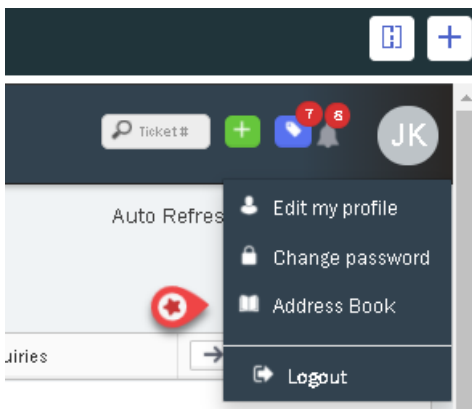 Ticket#
7
8
JK
Auto Refres
Edit my profile
Change password
Address Book
uiries
Logout